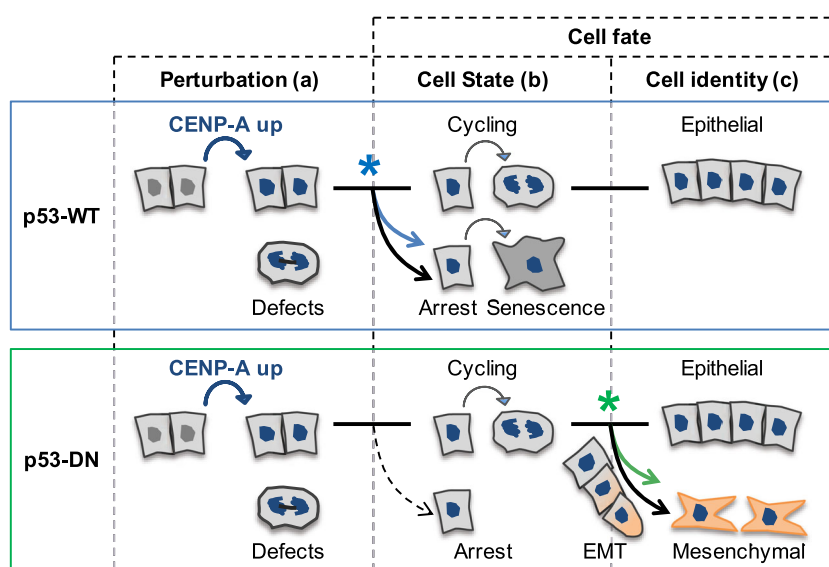 Cell fate
Perturbation (a) Cell State (b) Cell identity (c)
p53-WT
CENP-A up Cycling Epithelial
*
Defects Arrest Senescence
p53-DN
CENP-A up Cycling Epithelial
*
Defects Arrest EMT Mesenchymal